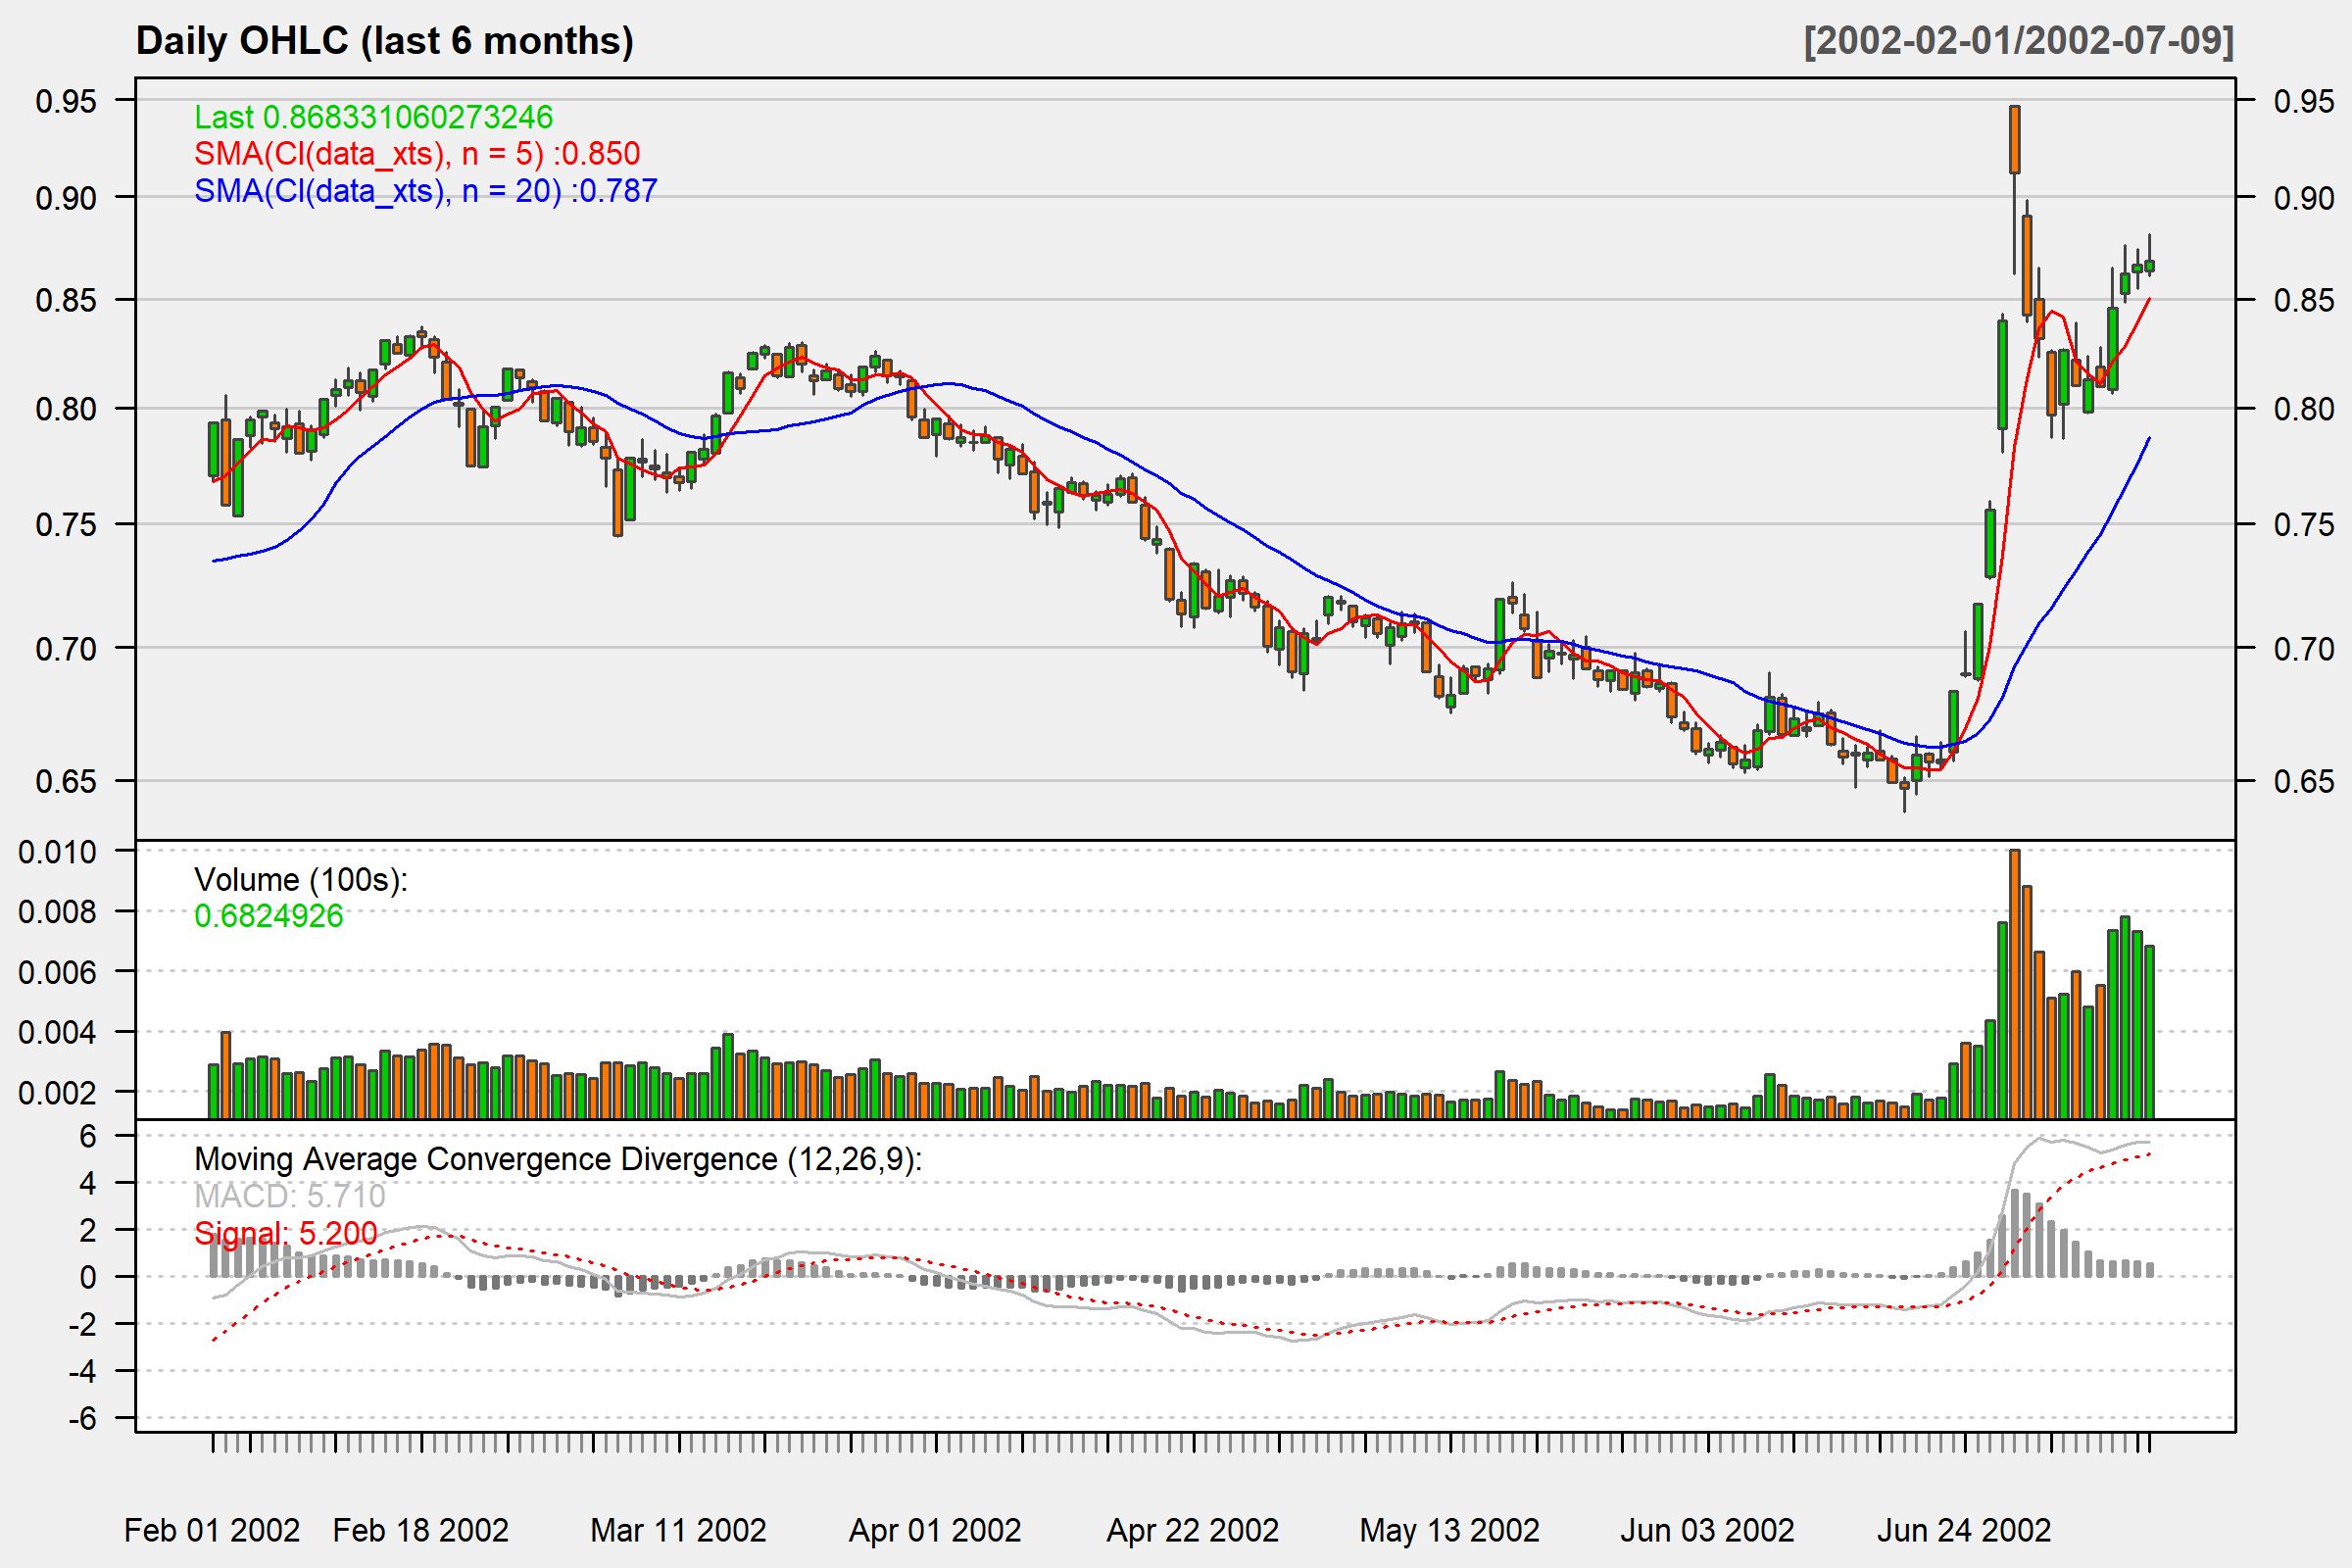 Daily OHLC (last 6 months) [2002-02-01/2002-07-09]
Last 0.868331060273246
SMA(Cl(data_xts), n = 5) :0.850
SMA(Cl(data_xts), n = 20) :0.787
0.95 0.95
0.90 0.90
0.85 0.85
0.80 0.80
0.75 0.75
0.70 0.70
0.65 0.65
Volume (100s):
0.6824926
0.010
0.008
0.006
0.004
0.002
Moving Average Convergence Divergence (12,26,9):
MACD: 5.710
Signal: 5.200
6
4
2
0
-2
-4
-6
Feb 01 2002 Feb 18 2002 Mar 11 2002 Apr 01 2002 Apr 22 2002 May 13 2002 Jun 03 2002 Jun 24 2002